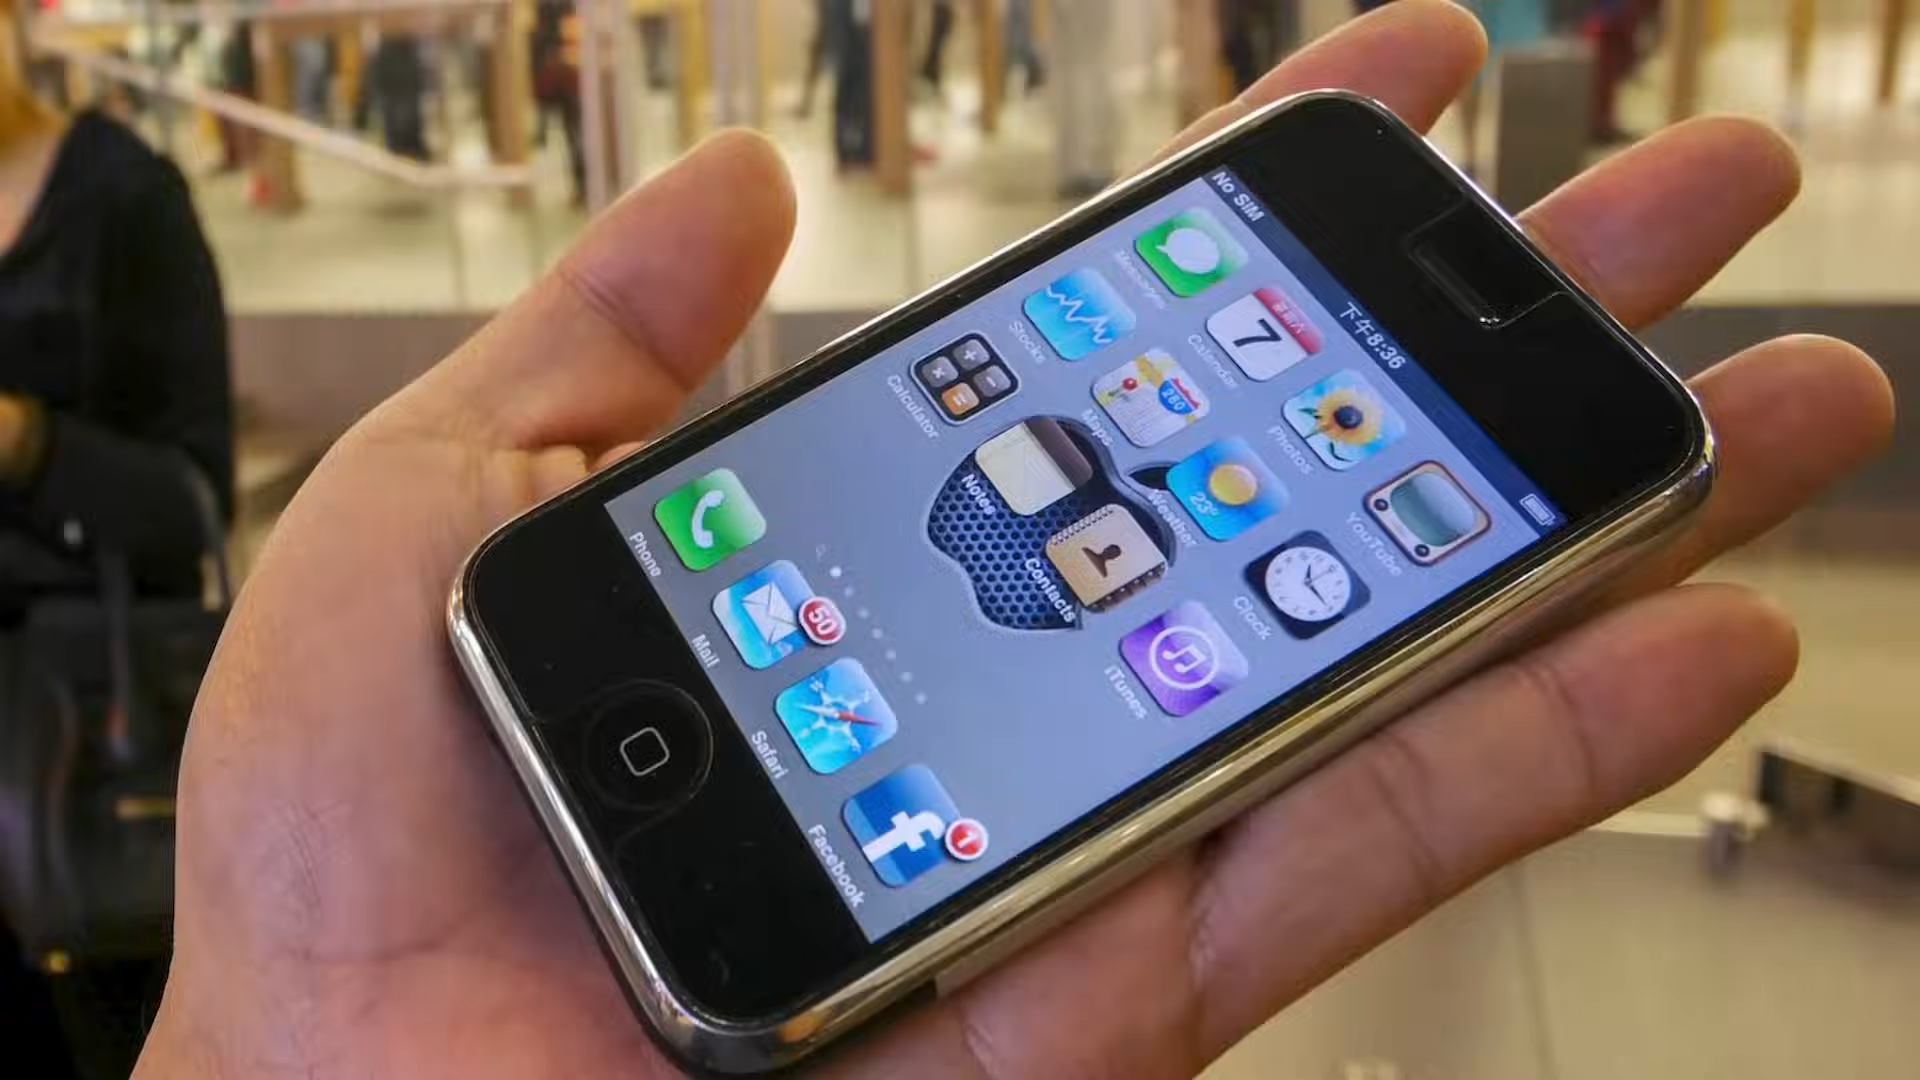 No SIM
下午8:36
Messages
Calendar
7
Photos
YouTube
Stocks
Maps
280
Weather
23°
Clock
Calculator
Notes
Contacts
iTunes
Phone
Mail
50
Safari
Facebook
f
1